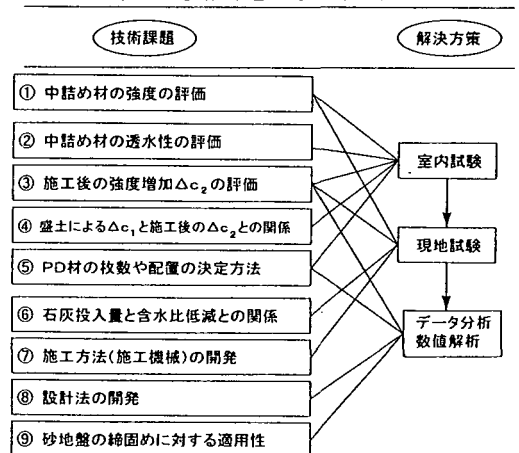 技術課題
解決方策
① 中詰め材の強度の評価
② 中詰め材の透水性の評価
③ 施工後の強度増加Δc₂の評価
④ 盛土によるΔc₁と施工後のΔc₂との関係
⑤ PD材の枚数や配置の決定方法
⑥ 石灰投入量と含水比低減との関係
⑦ 施工方法(施工機械)の開発
⑧ 設計法の開発
⑨ 砂地盤の締固めに対する適用性
室内試験
現地試験
データ分析
数値解析